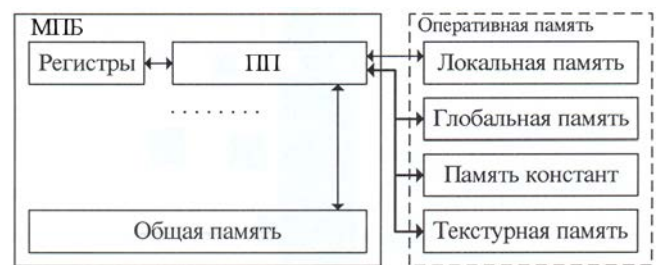 МПБ
Регистры
ПП
. . . . . . . .
Общая память
Оперативная память
Локальная память
Глобальная память
Память констант
Текстурная память